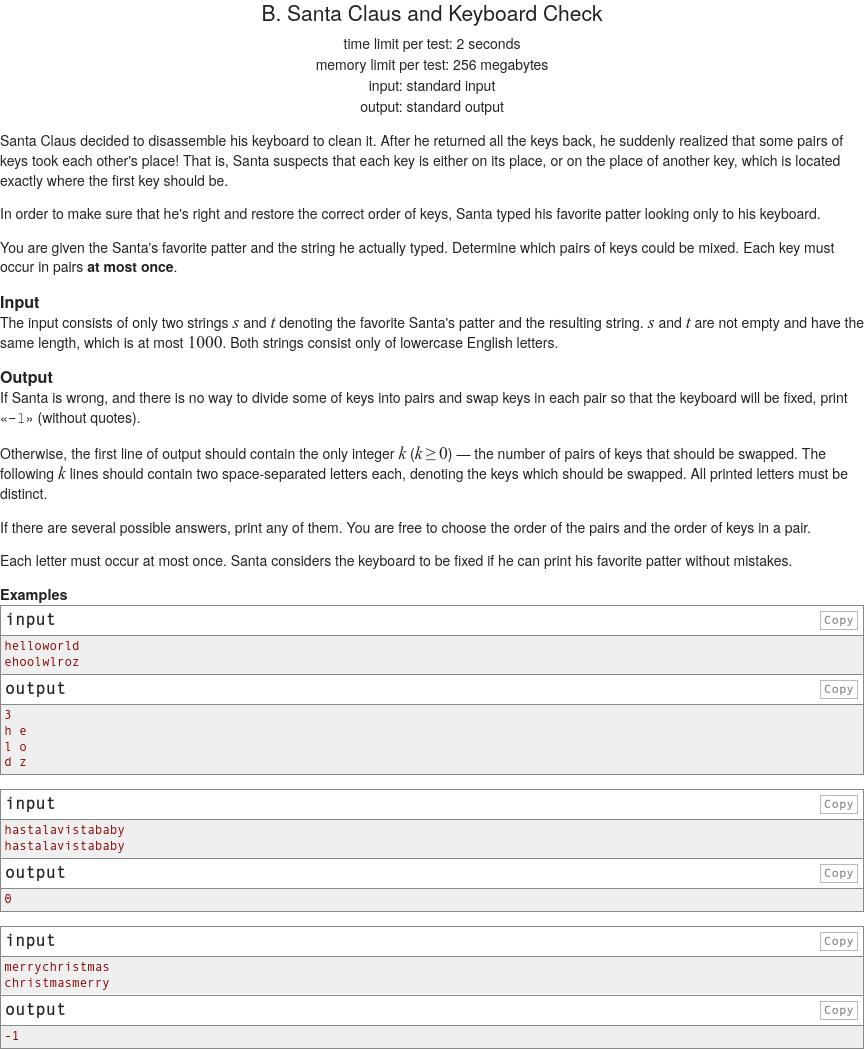 B. Santa Claus and Keyboard Check
time limit per test: 2 seconds
memory limit per test: 256 megabytes
input: standard input
output: standard output
Santa Claus decided to disassemble his keyboard to clean it. After he returned all the keys back, he suddenly realized that some pairs of
keys took each other's place! That is, Santa suspects that each key is either on its place, or on the place of another key, which is located
exactly where the first key should be.
In order to make sure that he's right and restore the correct order of keys, Santa typed his favorite patter looking only to his keyboard.
You are given the Santa's favorite patter and the string he actually typed. Determine which pairs of keys could be mixed. Each key must
occur in pairs at most once.
Input
The input consists of only two strings s and t denoting the favorite Santa's patter and the resulting string. s and t are not empty and have the
same length, which is at most 1000. Both strings consist only of lowercase English letters.
Output
If Santa is wrong, and there is no way to divide some of keys into pairs and swap keys in each pair so that the keyboard will be fixed, print
«-1» (without quotes).
Otherwise, the first line of output should contain the only integer k (k ≥ 0) — the number of pairs of keys that should be swapped. The
following k lines should contain two space-separated letters each, denoting the keys which should be swapped. All printed letters must be
distinct.
If there are several possible answers, print any of them. You are free to choose the order of the pairs and the order of keys in a pair.
Each letter must occur at most once. Santa considers the keyboard to be fixed if he can print his favorite patter without mistakes.
Examples
input Copy
helloworld
ehoolwlroz
output Copy
3
h e
l o
d z
input Copy
hastalavistababy
hastalavistababy
output Copy
0
input Copy
merrychristmas
christmasmerry
output Copy
-1